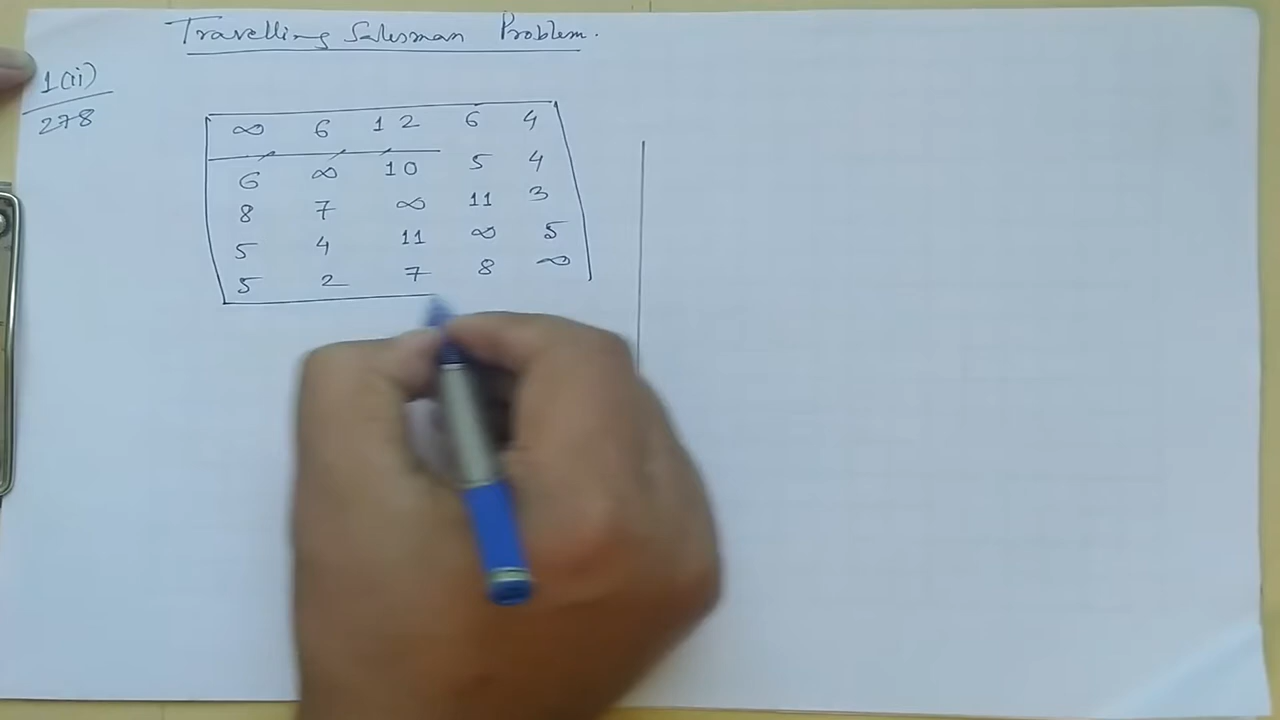 Travelling Salesman Problem.
1(ii)
278
∞ 6 12 6 4
6 ∞ 10 5 4
8 7 ∞ 11 3
5 4 11 ∞ 5
5 2 7 8 ∞